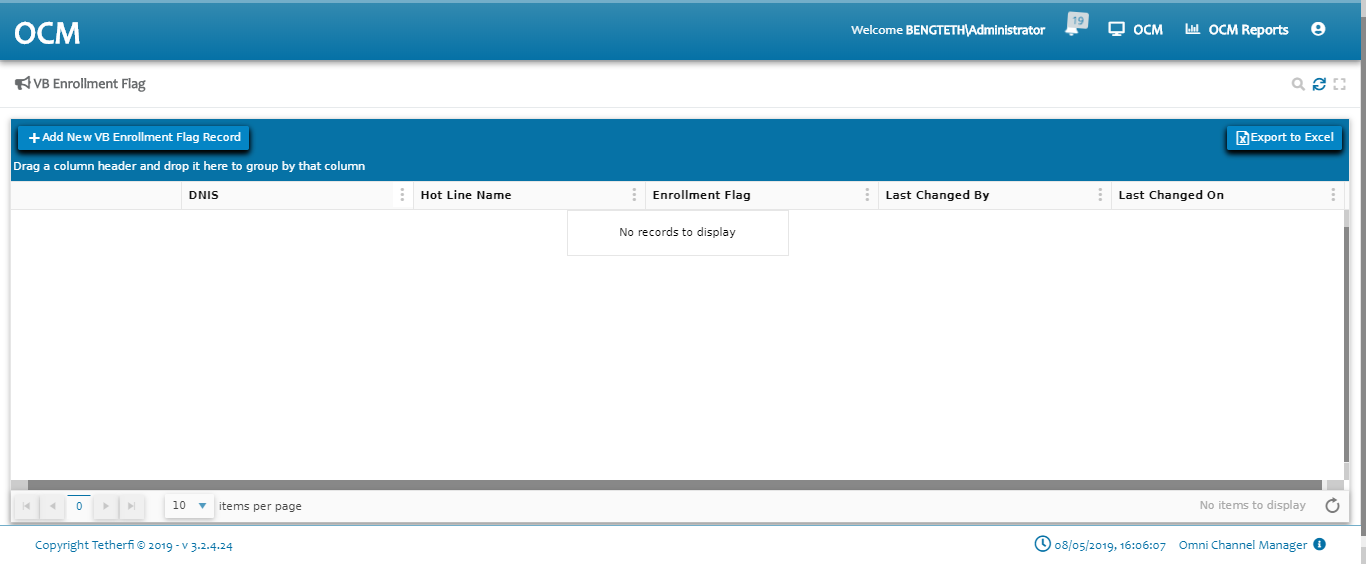 OCM
Welcome BENGTETH\Administrator
19
OCM
OCM Reports
VB Enrollment Flag
Add New VB Enrollment Flag Record
Export to Excel
Drag a column header and drop it here to group by that column
DNIS
Hot Line Name
Enrollment Flag
Last Changed By
Last Changed On
No records to display
0
10
items per page
No items to display
Copyright Tetherfi © 2019 - v 3.2.4.24
08/05/2019, 16:06:07
Omni Channel Manager